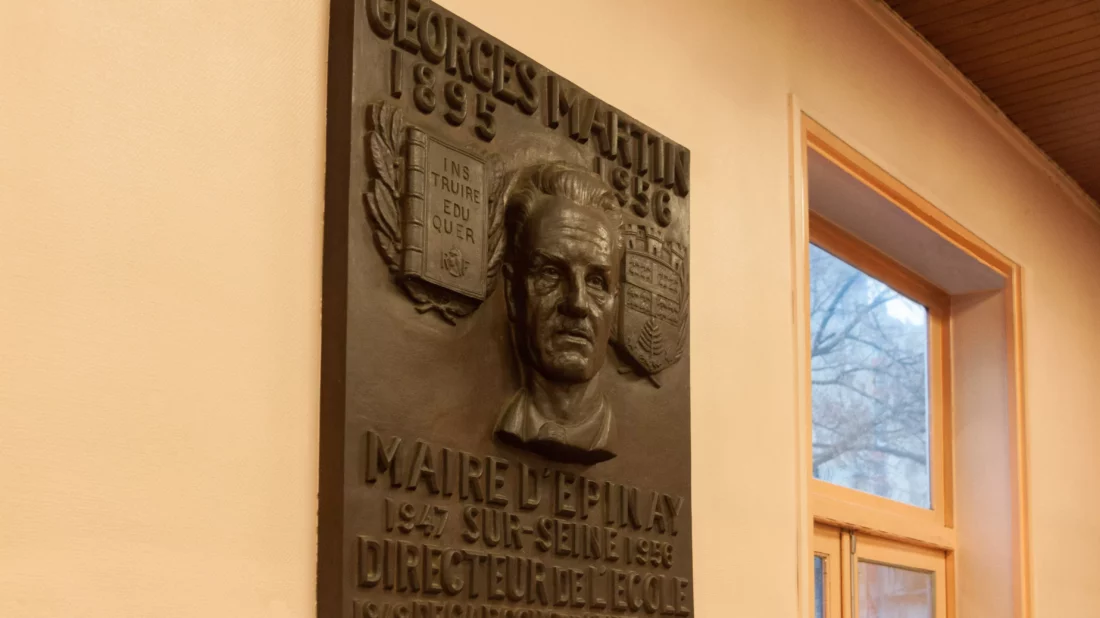 GEORGES MARTIN
1895 1956
INS
TRUIRE
EDU
QUER
RF
MAIRE D'EPINAY
1947 SUR-SEINE 1956
DIRECTEUR DE L'ECOLE